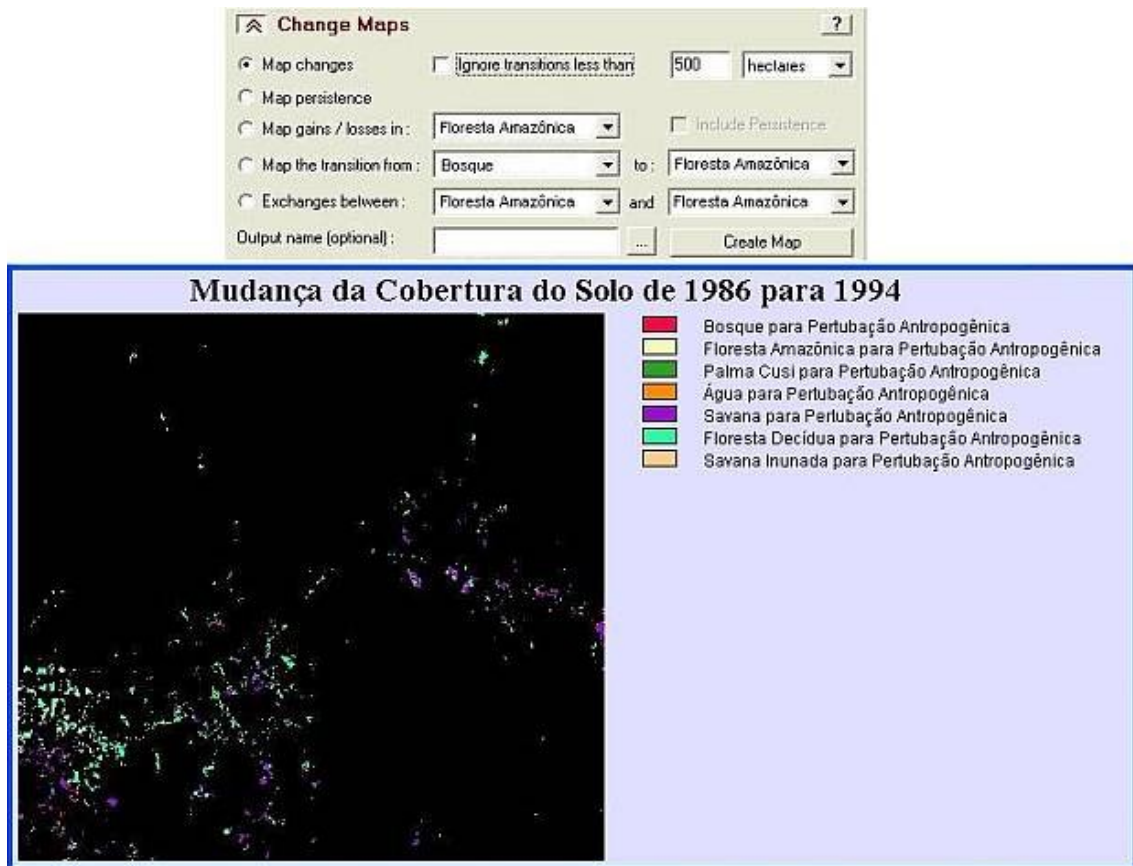 Change Maps ?
Map changes Ignore transitions less than 500 hectares
Map persistence
Map gains / losses in : Floresta Amazônica Include Persistence
Map the transition from : Bosque to : Floresta Amazônica
Exchanges between : Floresta Amazônica and Floresta Amazônica
Output name (optional) : ... Create Map
Mudança da Cobertura do Solo de 1986 para 1994
Bosque para Pertubação Antropogênica
Floresta Amazônica para Pertubação Antropogênica
Palma Cusi para Pertubação Antropogênica
Água para Pertubação Antropogênica
Savana para Pertubação Antropogênica
Floresta Decídua para Pertubação Antropogênica
Savana Inunada para Pertubação Antropogênica